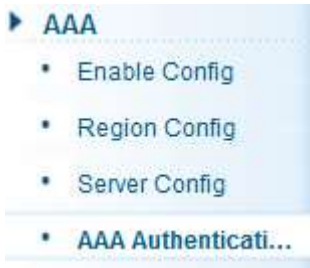 AAA
Enable Config
Region Config
Server Config
AAA Authenticati...